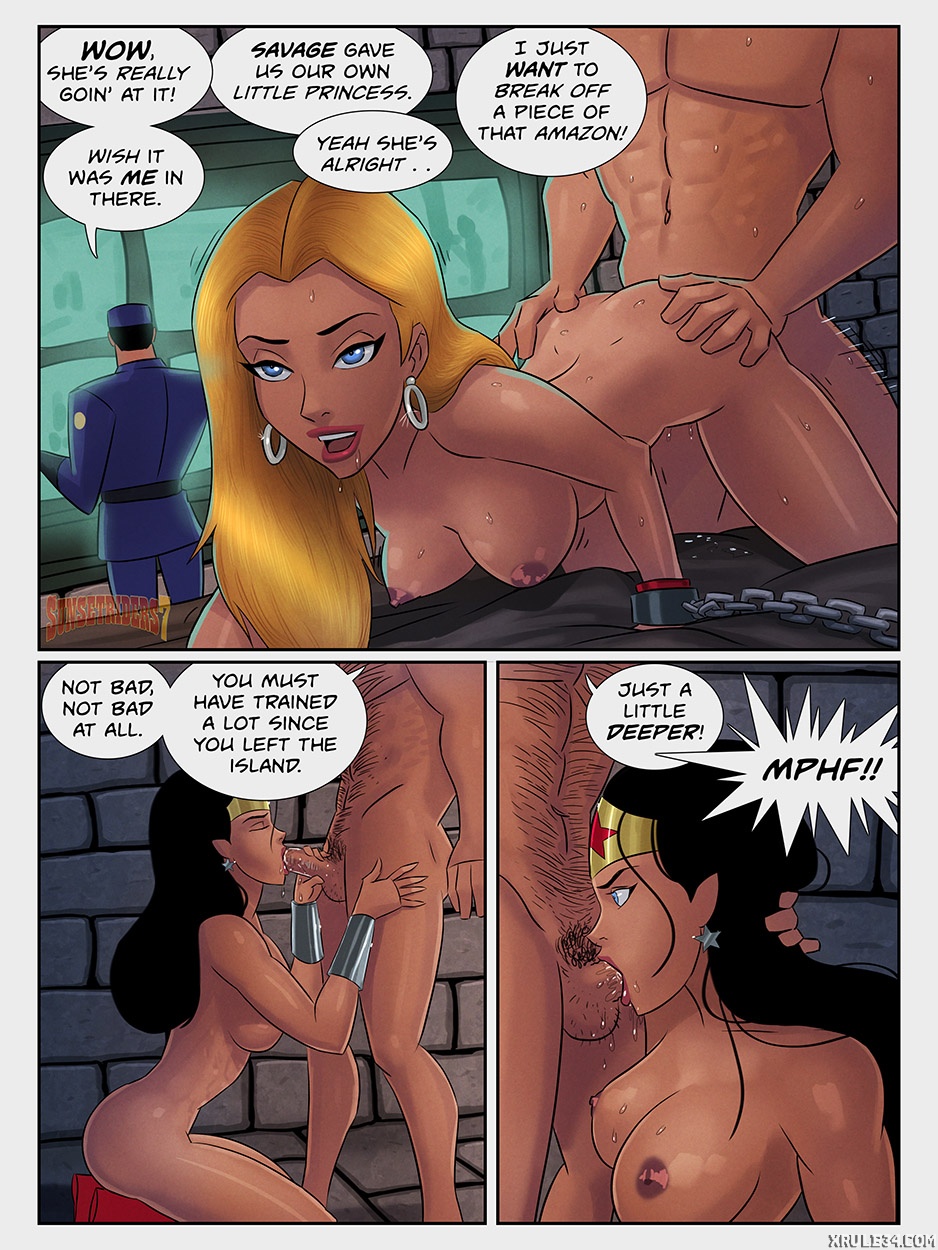 WOW,
SHE'S REALLY
GOIN' AT IT!
WISH IT
WAS ME IN
THERE.
SAVAGE GAVE
US OUR OWN
LITTLE PRINCESS.
YEAH SHE'S
ALRIGHT . .
I JUST
WANT TO
BREAK OFF
A PIECE OF
THAT AMAZON!
SUNSETRIDERS7
NOT BAD,
NOT BAD
AT ALL.
YOU MUST
HAVE TRAINED
A LOT SINCE
YOU LEFT THE
ISLAND.
JUST A
LITTLE
DEEPER!
MPHF!!
XRULE34.COM